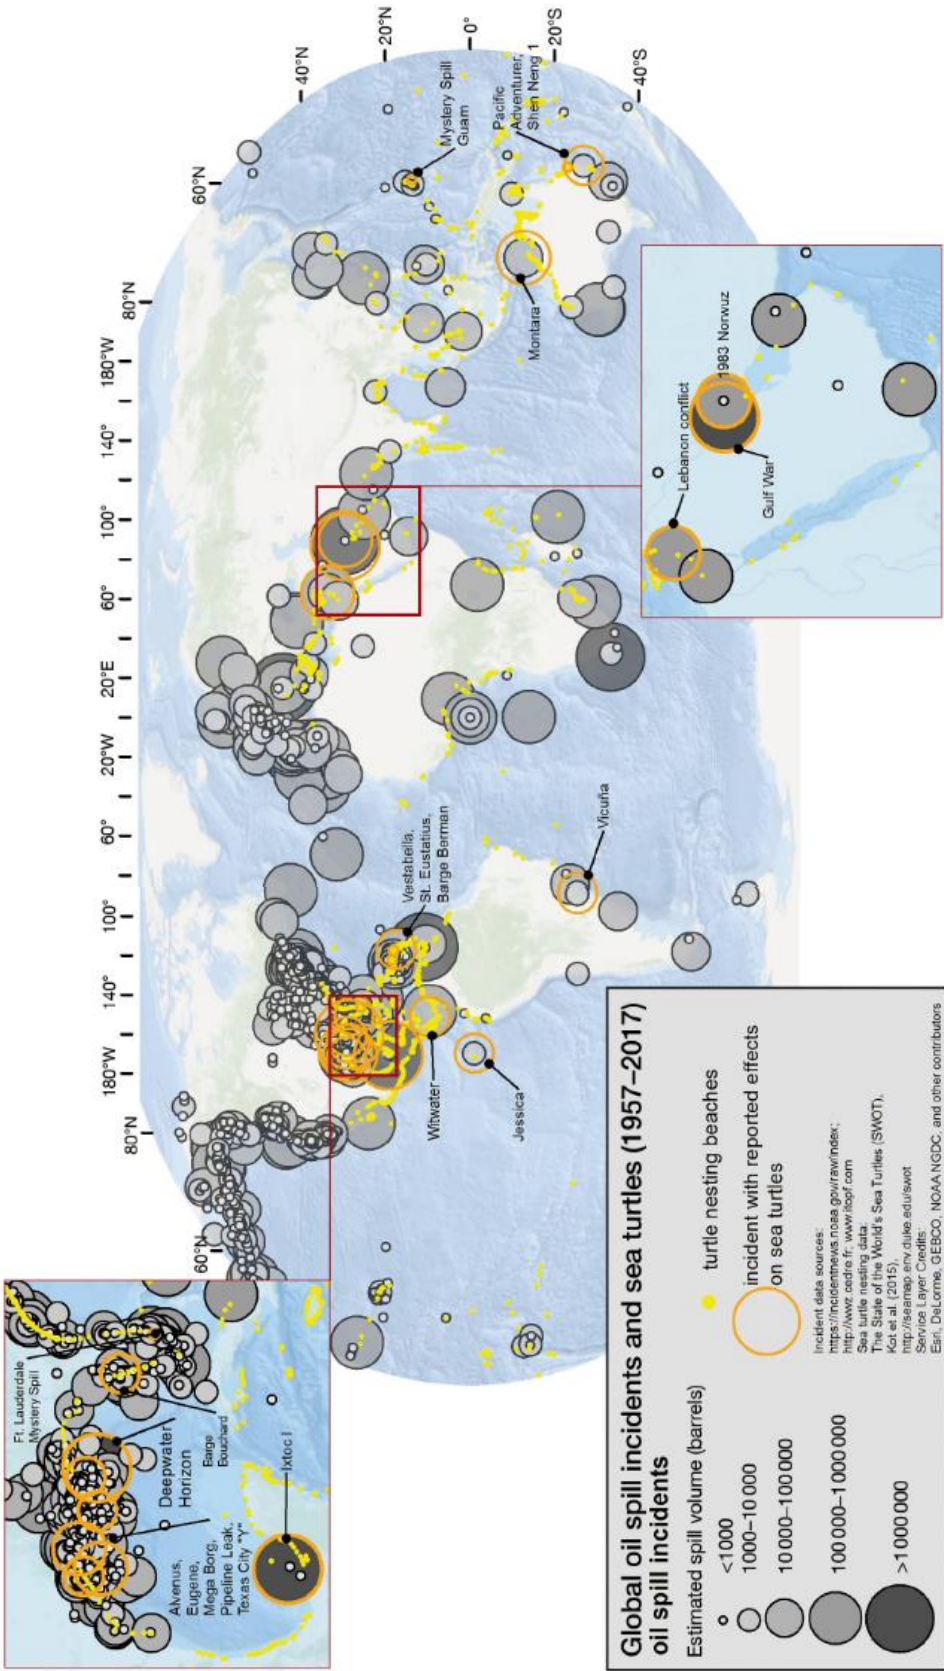 Ft. Lauderdale
Mystery Spill
Deepwater
Horizon
Barge
Bouchard
Alvenus,
Eugene,
Mega Borg,
Pipeline Leak,
Texas City "Y"
Ixtoc I
60°N
80°N
180°W
140°
100°
60°
20°W
20°E
60°
100°
140°
180°W
80°N
60°N
40°N
20°N
0°
20°S
40°S
Mystery Spill
Guam
Pacific
Adventurer,
Shen Neng 1
Montara
Vestabella,
St. Eustatius,
Barge Berman
Witwater
Jessica
Vicuña
Lebanon conflict
1983 Norwuz
Gulf War
Global oil spill incidents and sea turtles (1957–2017)
oil spill incidents
Estimated spill volume (barrels)
<1000
1000–10 000
10 000–100 000
100 000–1 000 000
>1 000 000
turtle nesting beaches
incident with reported effects
on sea turtles
Incident data sources:
https://incidentnews.noaa.gov/raw/index;
http://wwz.cedre.fr; www.itopf.com
Sea turtle nesting data:
The State of the World's Sea Turtles (SWOT),
Kot et al. (2015),
http://seamap.env.duke.edu/swot
Service Layer Credits:
Esri, DeLorme, GEBCO, NOAA NGDC, and other contributors